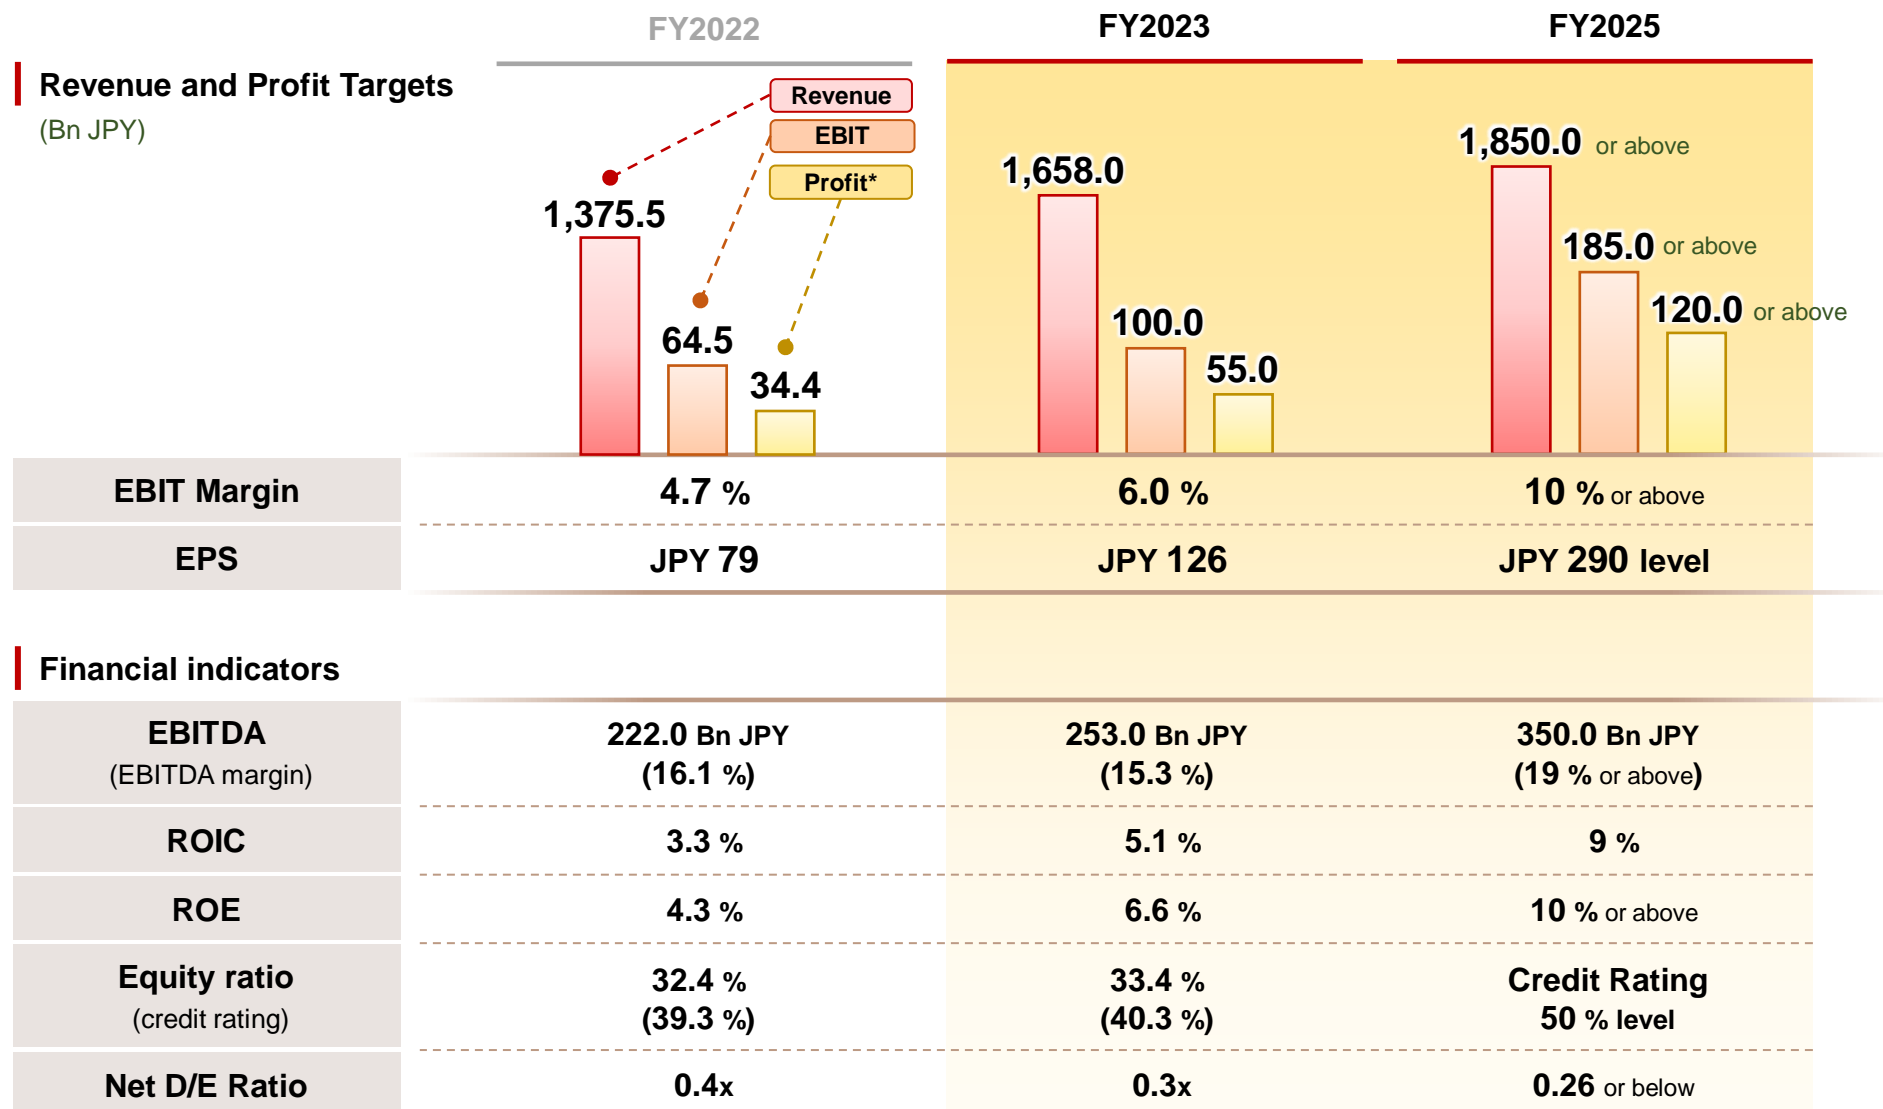 FY2022
FY2023
FY2025
Revenue and Profit Targets
(Bn JPY)
Revenue
EBIT
Profit*
1,375.5
64.5
34.4
1,658.0
100.0
55.0
1,850.0 or above
185.0 or above
120.0 or above
EBIT Margin
4.7 %
6.0 %
10 % or above
EPS
JPY 79
JPY 126
JPY 290 level
Financial indicators
EBITDA
(EBITDA margin)
222.0 Bn JPY
(16.1 %)
253.0 Bn JPY
(15.3 %)
350.0 Bn JPY
(19 % or above)
ROIC
3.3 %
5.1 %
9 %
ROE
4.3 %
6.6 %
10 % or above
Equity ratio
(credit rating)
32.4 %
(39.3 %)
33.4 %
(40.3 %)
Credit Rating
50 % level
Net D/E Ratio
0.4x
0.3x
0.26 or below